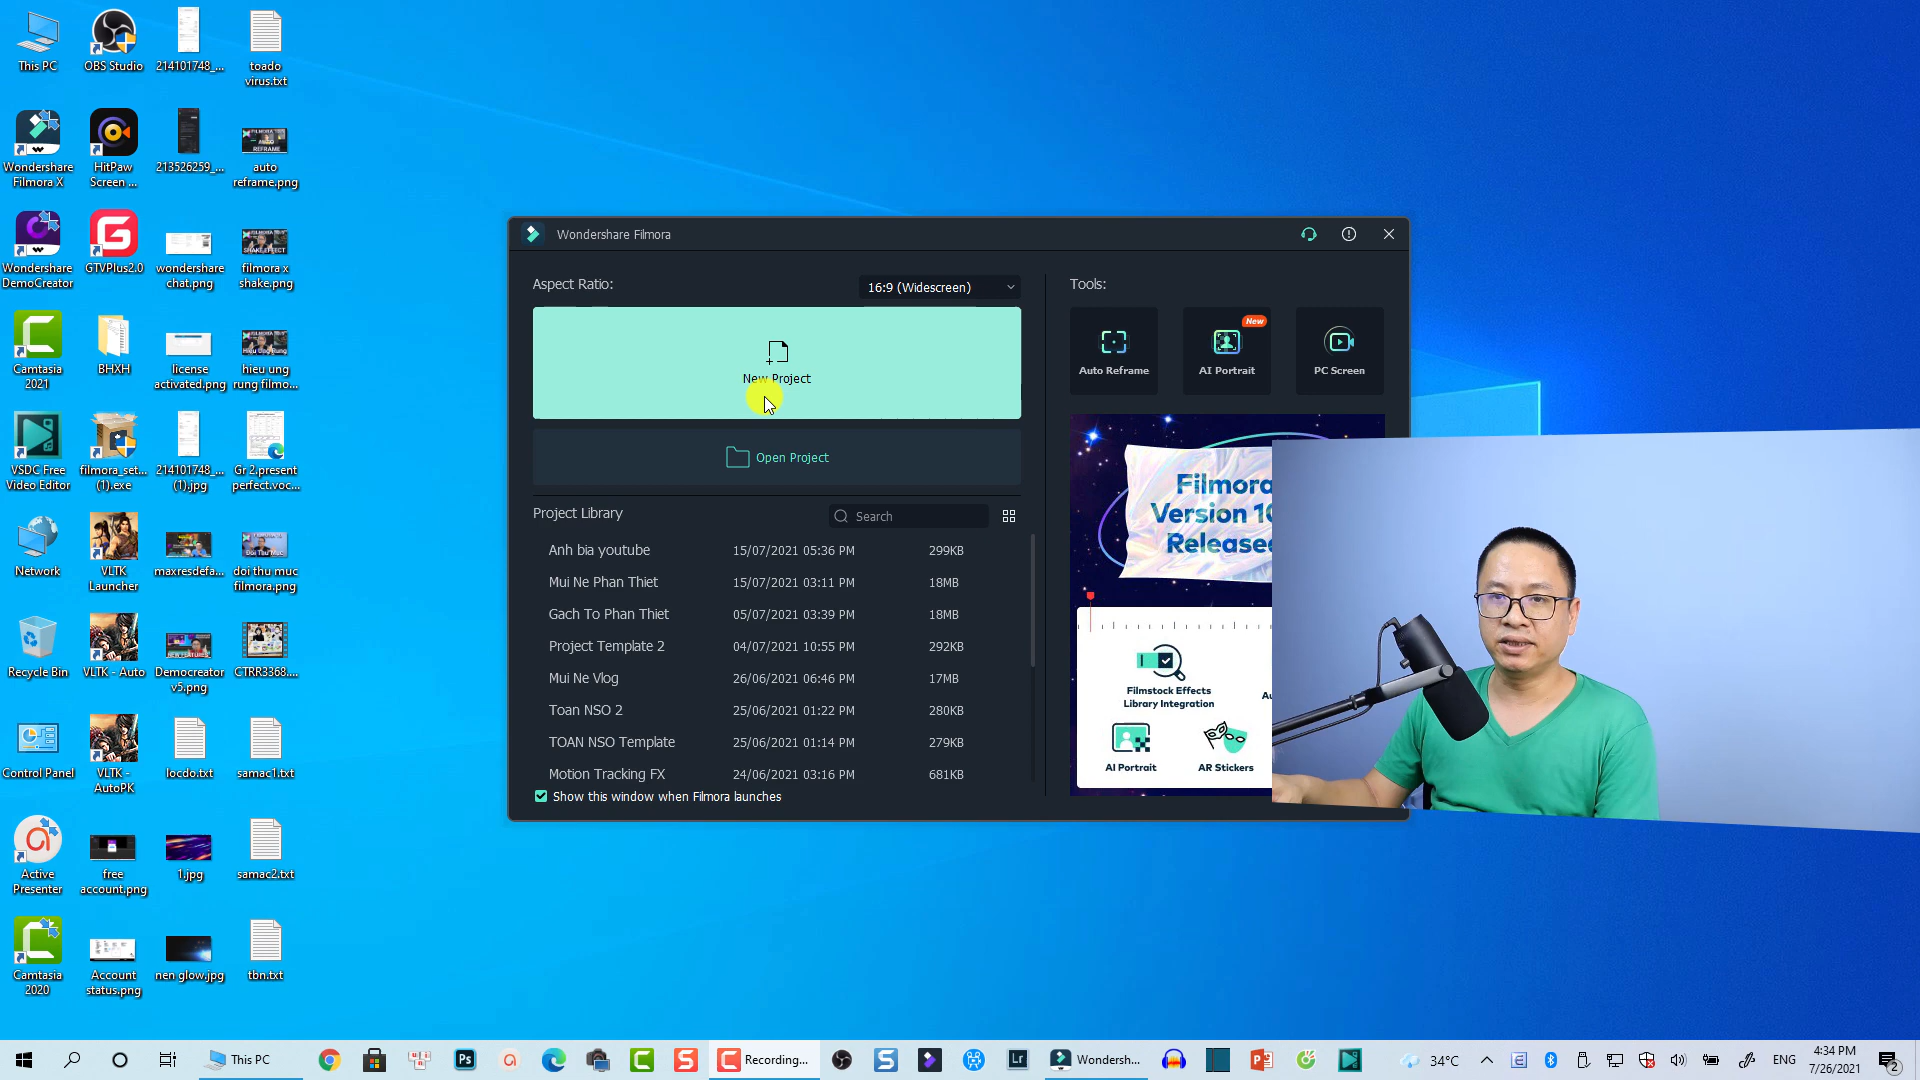 This PC
OBS Studio
214101748_...
toado
virus.txt
Wondershare
Filmora X
HitPaw
Screen ...
213526259_...
auto
reframe.png
Wondershare
DemoCreator
GTVPlus2.0
wondershare
chat.png
filmora x
shake.png
Camtasia
2021
BHXH
license
activated.png
hieu ung
rung filmo...
VSDC Free
Video Editor
filmora_set...
(1).exe
214101748_...
(1).jpg
Gr 2.present
perfect.voc...
Network
VLTK
Launcher
maxresdefa...
doi thu muc
filmora.png
Recycle Bin
VLTK - Auto
Democreator
v5.png
CTRR3368....
Control Panel
VLTK -
AutoPK
locdo.txt
samac1.txt
Active
Presenter
free
account.png
1.jpg
samac2.txt
Camtasia
2020
Account
status.png
nen glow.jpg
tbn.txt
Wondershare Filmora
Aspect Ratio:
16:9 (Widescreen)
New Project
Open Project
Project Library
Search
Anh bia youtube 15/07/2021 05:36 PM 299KB
Mui Ne Phan Thiet 15/07/2021 03:11 PM 18MB
Gach To Phan Thiet 05/07/2021 03:39 PM 18MB
Project Template 2 04/07/2021 10:55 PM 292KB
Mui Ne Vlog 26/06/2021 06:46 PM 17MB
Toan NSO 2 25/06/2021 01:22 PM 280KB
TOAN NSO Template 25/06/2021 01:14 PM 279KB
Motion Tracking FX 24/06/2021 03:16 PM 681KB
Show this window when Filmora launches
Tools:
New
Auto Reframe
AI Portrait
PC Screen
Filmora
Version 10
Released
Filmstock Effects
Library Integration
Au
AI Portrait
AR Stickers
This PC
Ps
Recording...
Lr
Wondersh...
34°C
ENG
4:34 PM
7/26/2021
2